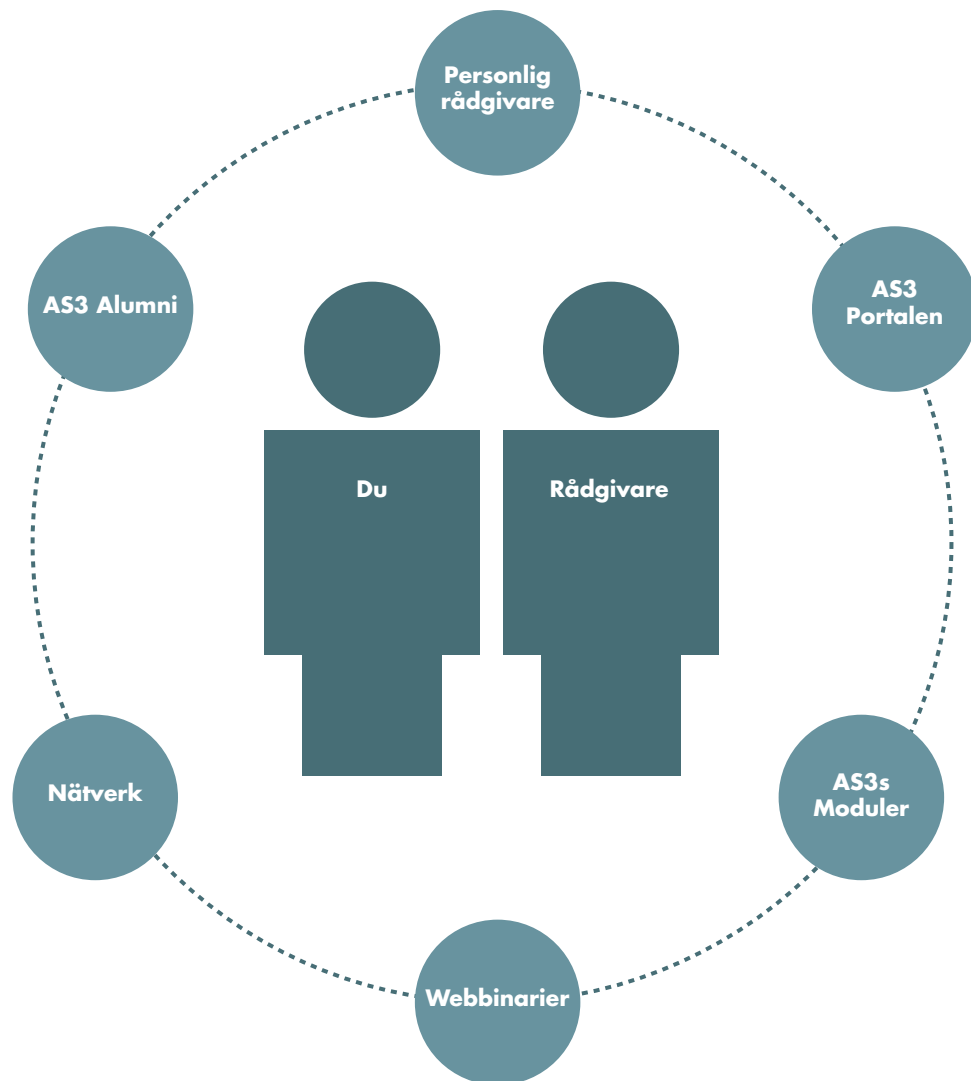 Personlig
rådgivare
AS3 Alumni
AS3
Portalen
Du
Rådgivare
Nätverk
AS3s
Moduler
Webbinarier